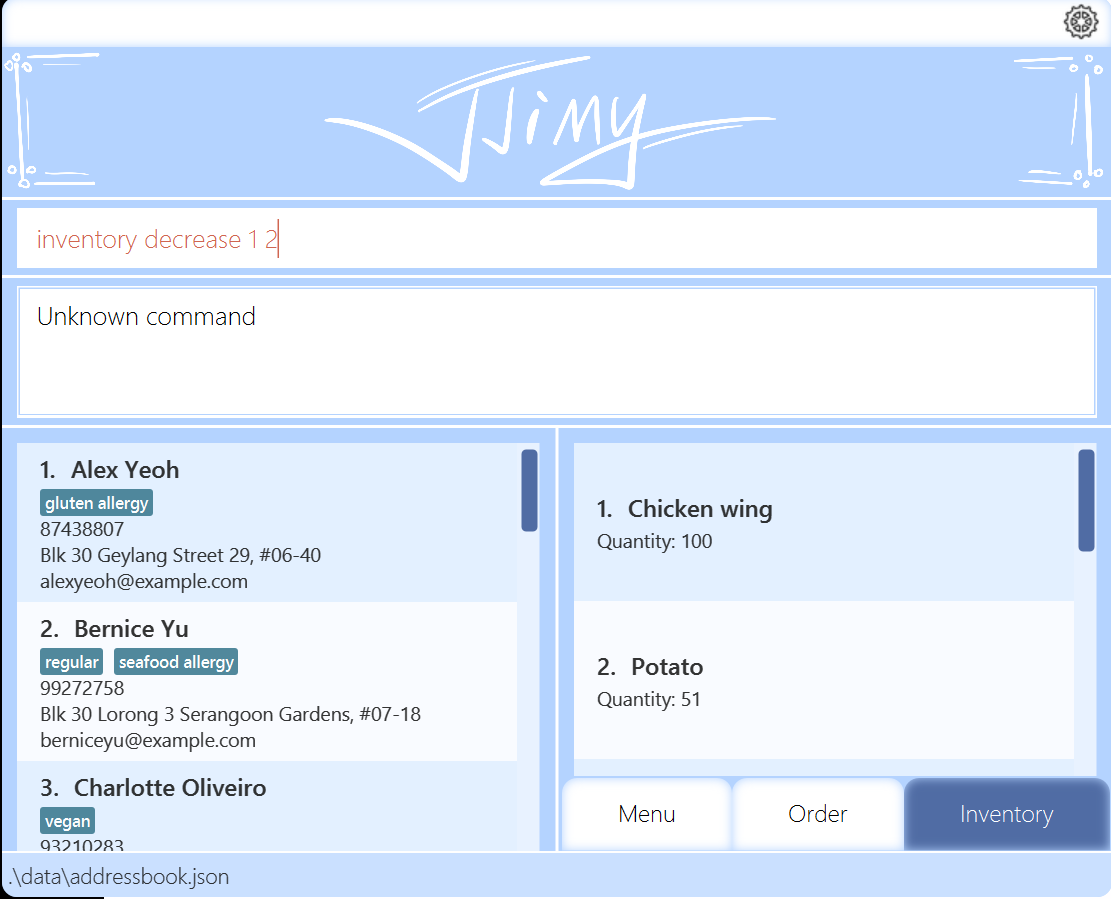 JJimy
inventory decrease 1 2
Unknown command
1. Alex Yeoh
gluten allergy
87438807
Blk 30 Geylang Street 29, #06-40
alexyeoh@example.com
2. Bernice Yu
regular seafood allergy
99272758
Blk 30 Lorong 3 Serangoon Gardens, #07-18
berniceyu@example.com
3. Charlotte Oliveiro
vegan
93210283
1. Chicken wing
Quantity: 100
2. Potato
Quantity: 51
Menu Order Inventory
.\data\addressbook.json